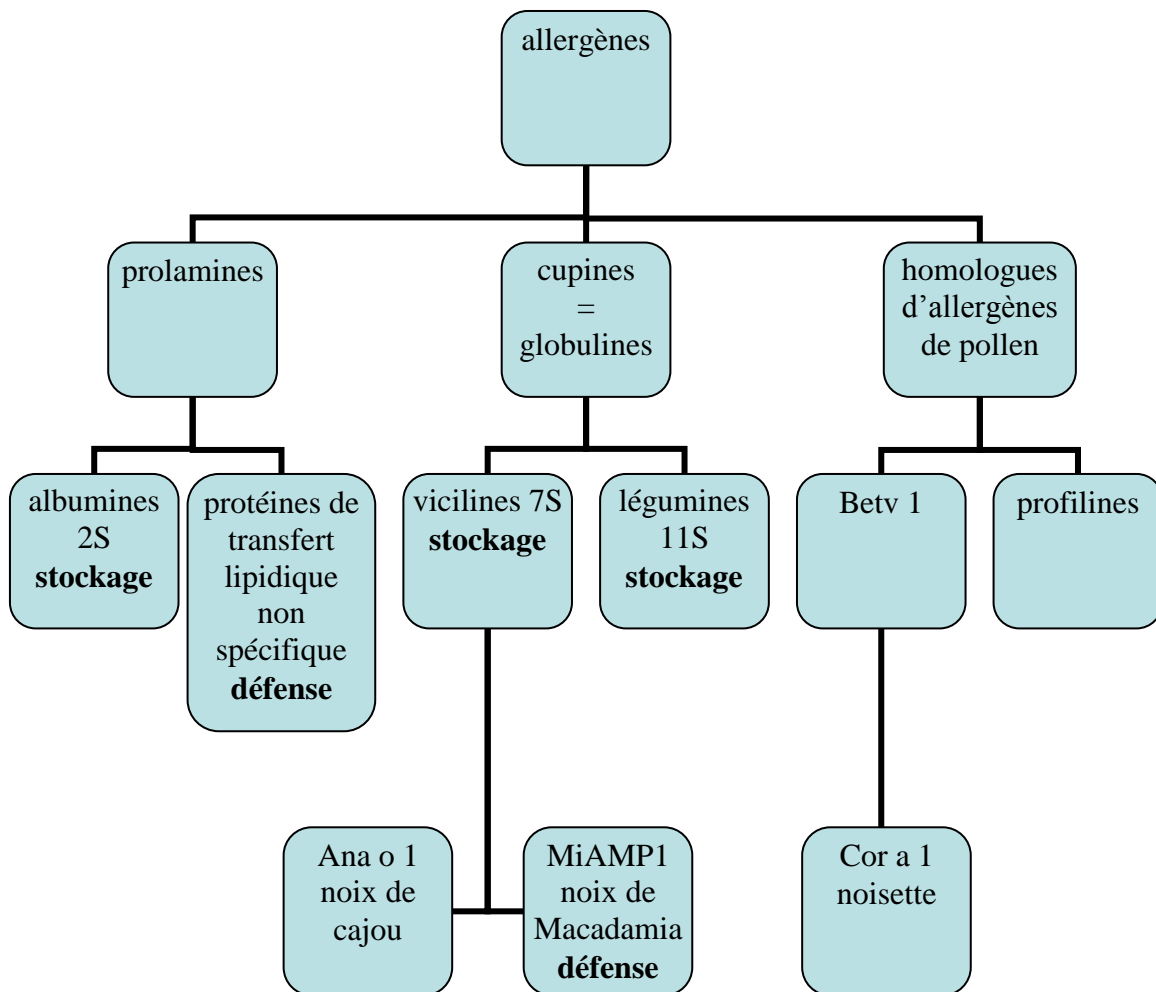 allergènes
prolamines
cupines
=
globulines
homologues
d'allergènes
de pollen
albumines
2S
stockage
protéines de
transfert
lipidique
non
spécifique
défense
vicilines 7S
stockage
légumines
11S
stockage
Betv 1
profilines
Ana o 1
noix de
cajou
MiAMP1
noix de
Macadamia
défense
Cor a 1
noisette